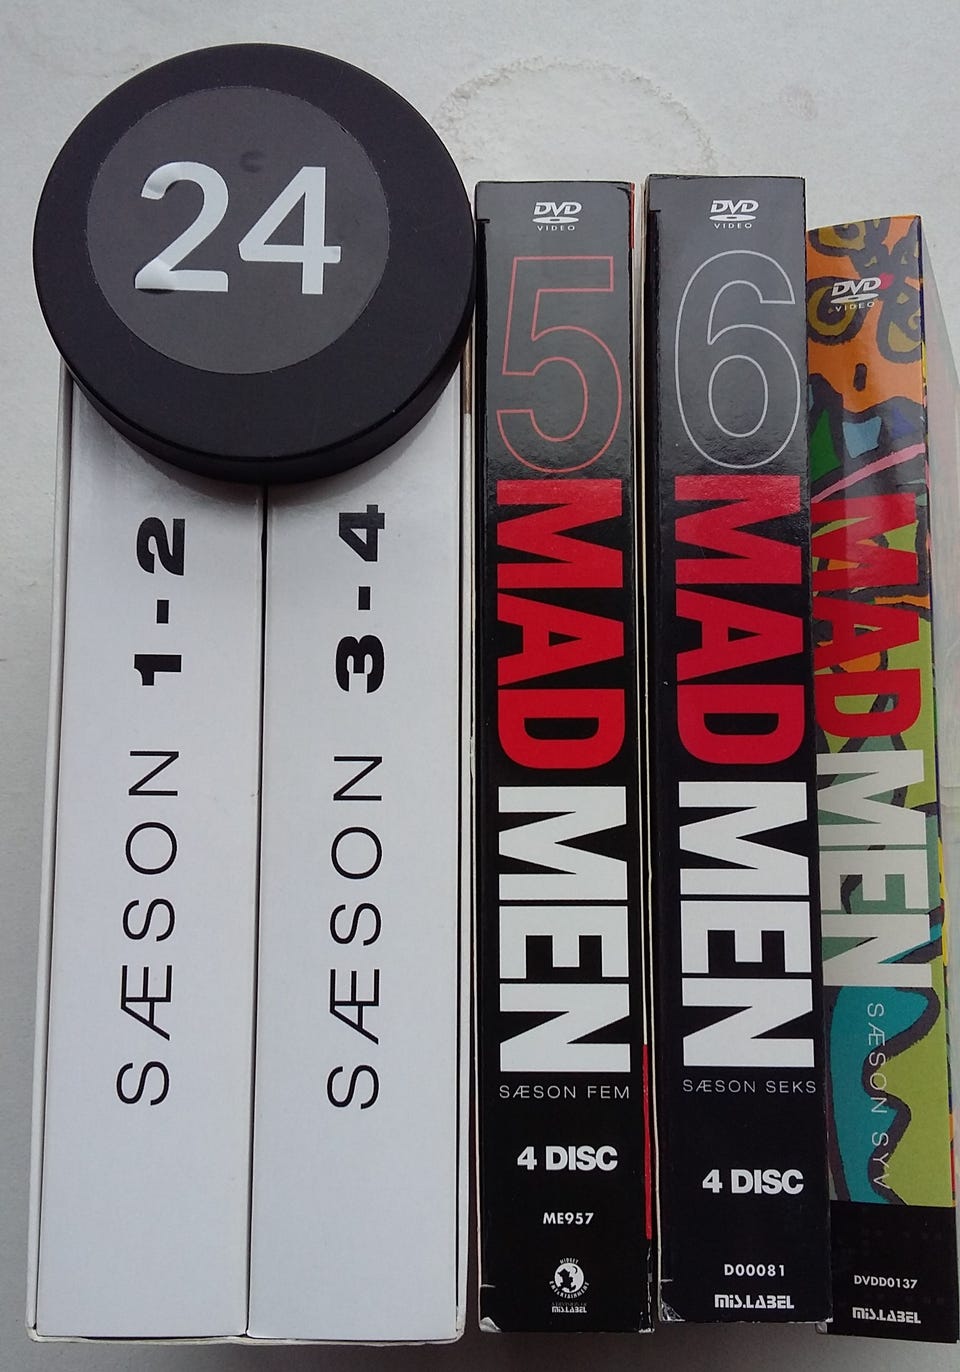 24
SÆSON 1-2
SÆSON 3-4
DVD
VIDEO
5
MAD MEN
SÆSON FEM
4 DISC
ME957
MIS.LABEL
DVD
VIDEO
6
MAD MEN
SÆSON SEKS
4 DISC
D00081
MIS.LABEL
DVD
VIDEO
MAD MEN
SÆSON SYV
DVDD0137
MIS.LABEL